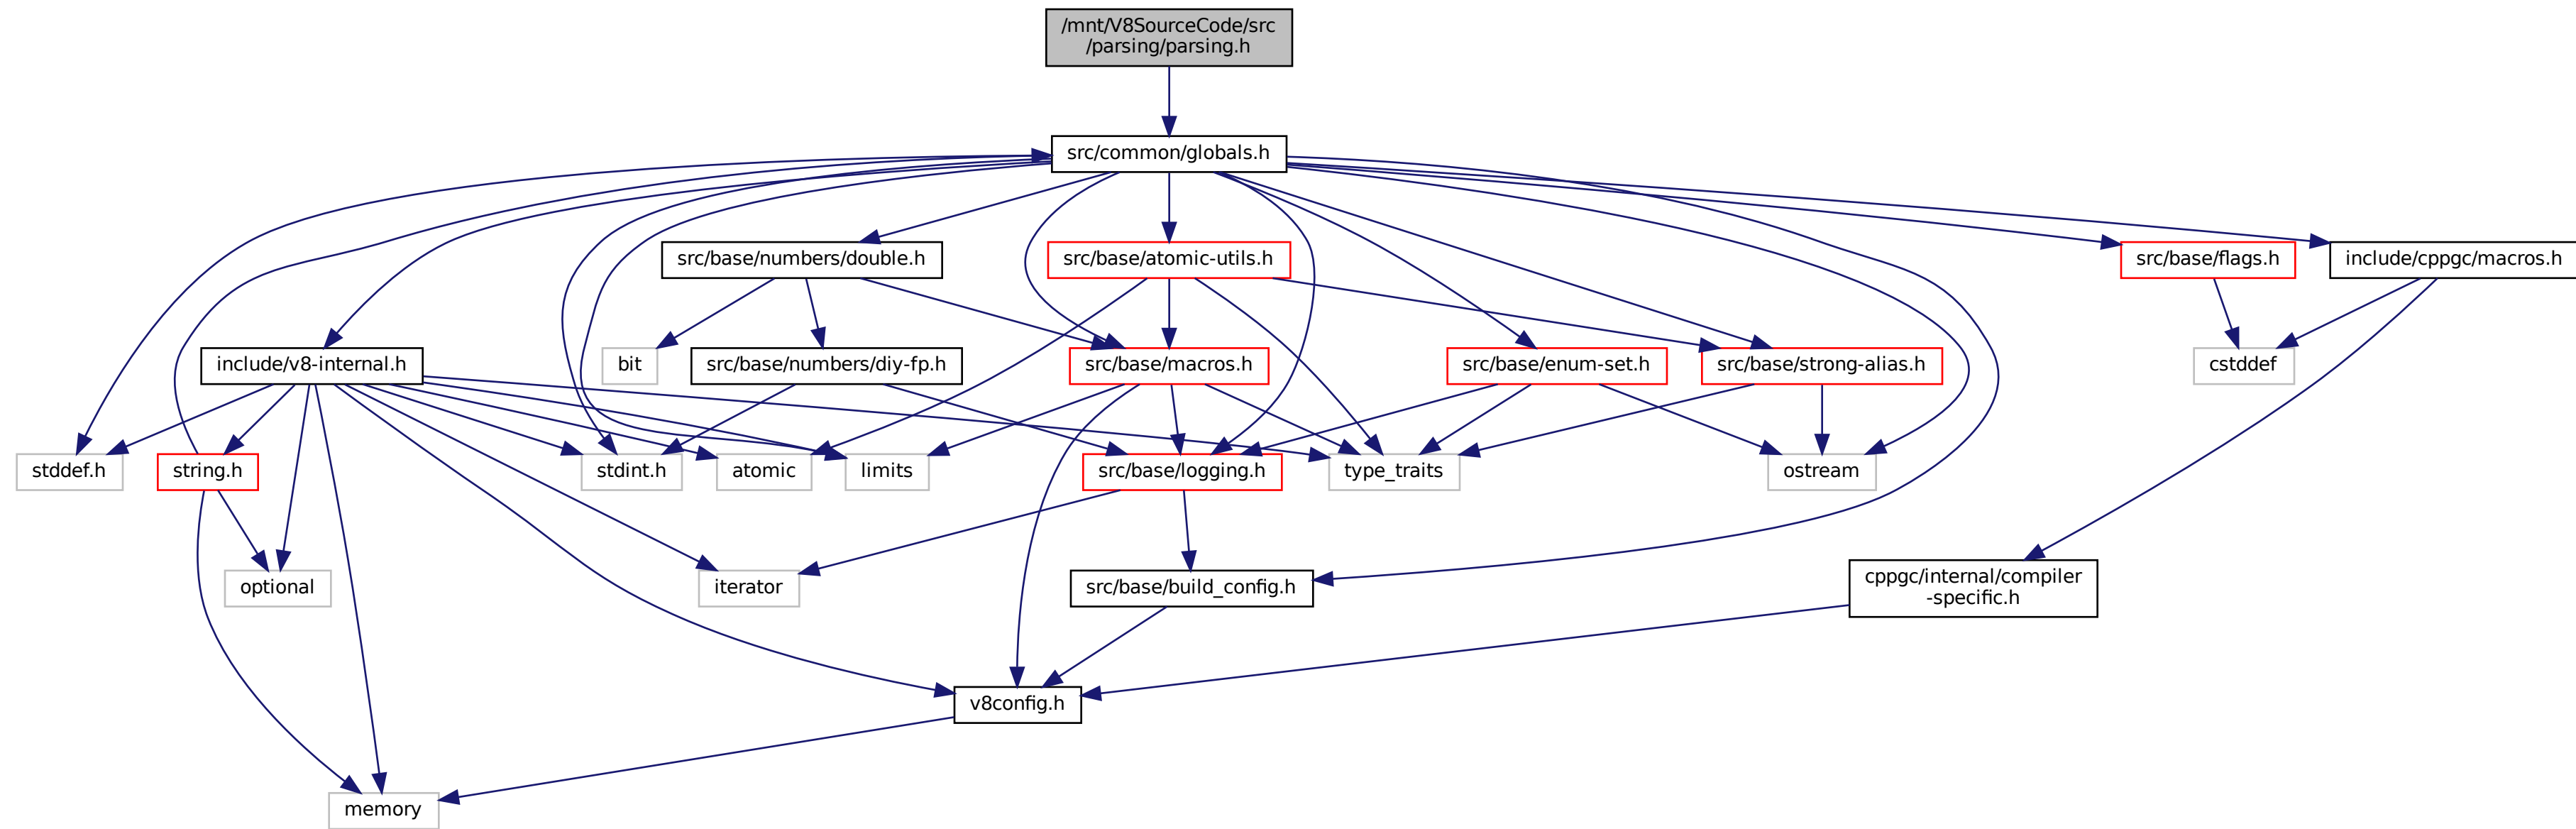 /mnt/V8SourceCode/src
/parsing/parsing.h
src/common/globals.h
src/base/numbers/double.h
src/base/atomic-utils.h
src/base/flags.h
include/cppgc/macros.h
include/v8-internal.h
bit
src/base/numbers/diy-fp.h
src/base/macros.h
src/base/enum-set.h
src/base/strong-alias.h
cstddef
stddef.h
string.h
stdint.h
atomic
limits
src/base/logging.h
type_traits
ostream
optional
iterator
src/base/build_config.h
cppgc/internal/compiler
-specific.h
v8config.h
memory